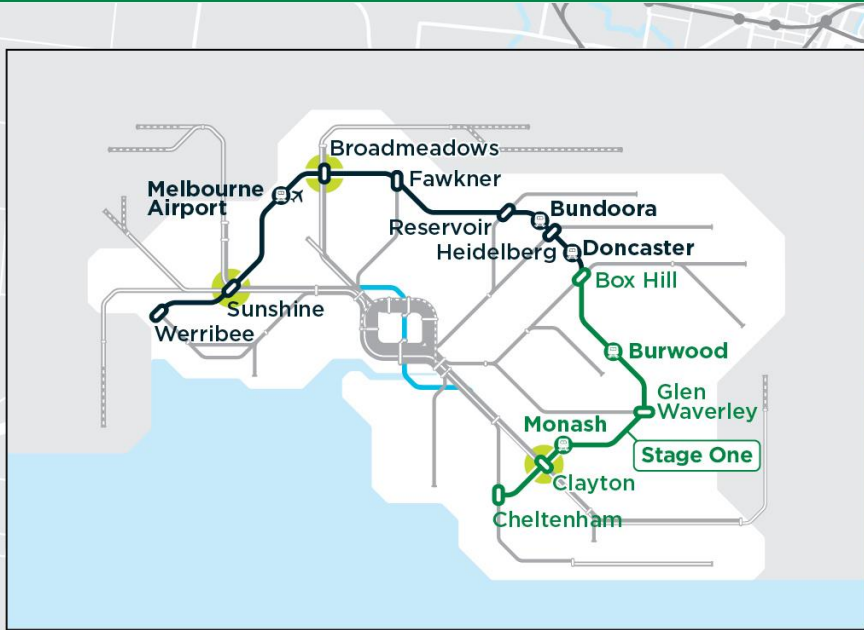 Broadmeadows
Melbourne
Airport
Fawkner
Reservoir
Bundoora
Heidelberg
Doncaster
Box Hill
Sunshine
Werribee
Burwood
Glen
Waverley
Monash
Stage One
Clayton
Cheltenham